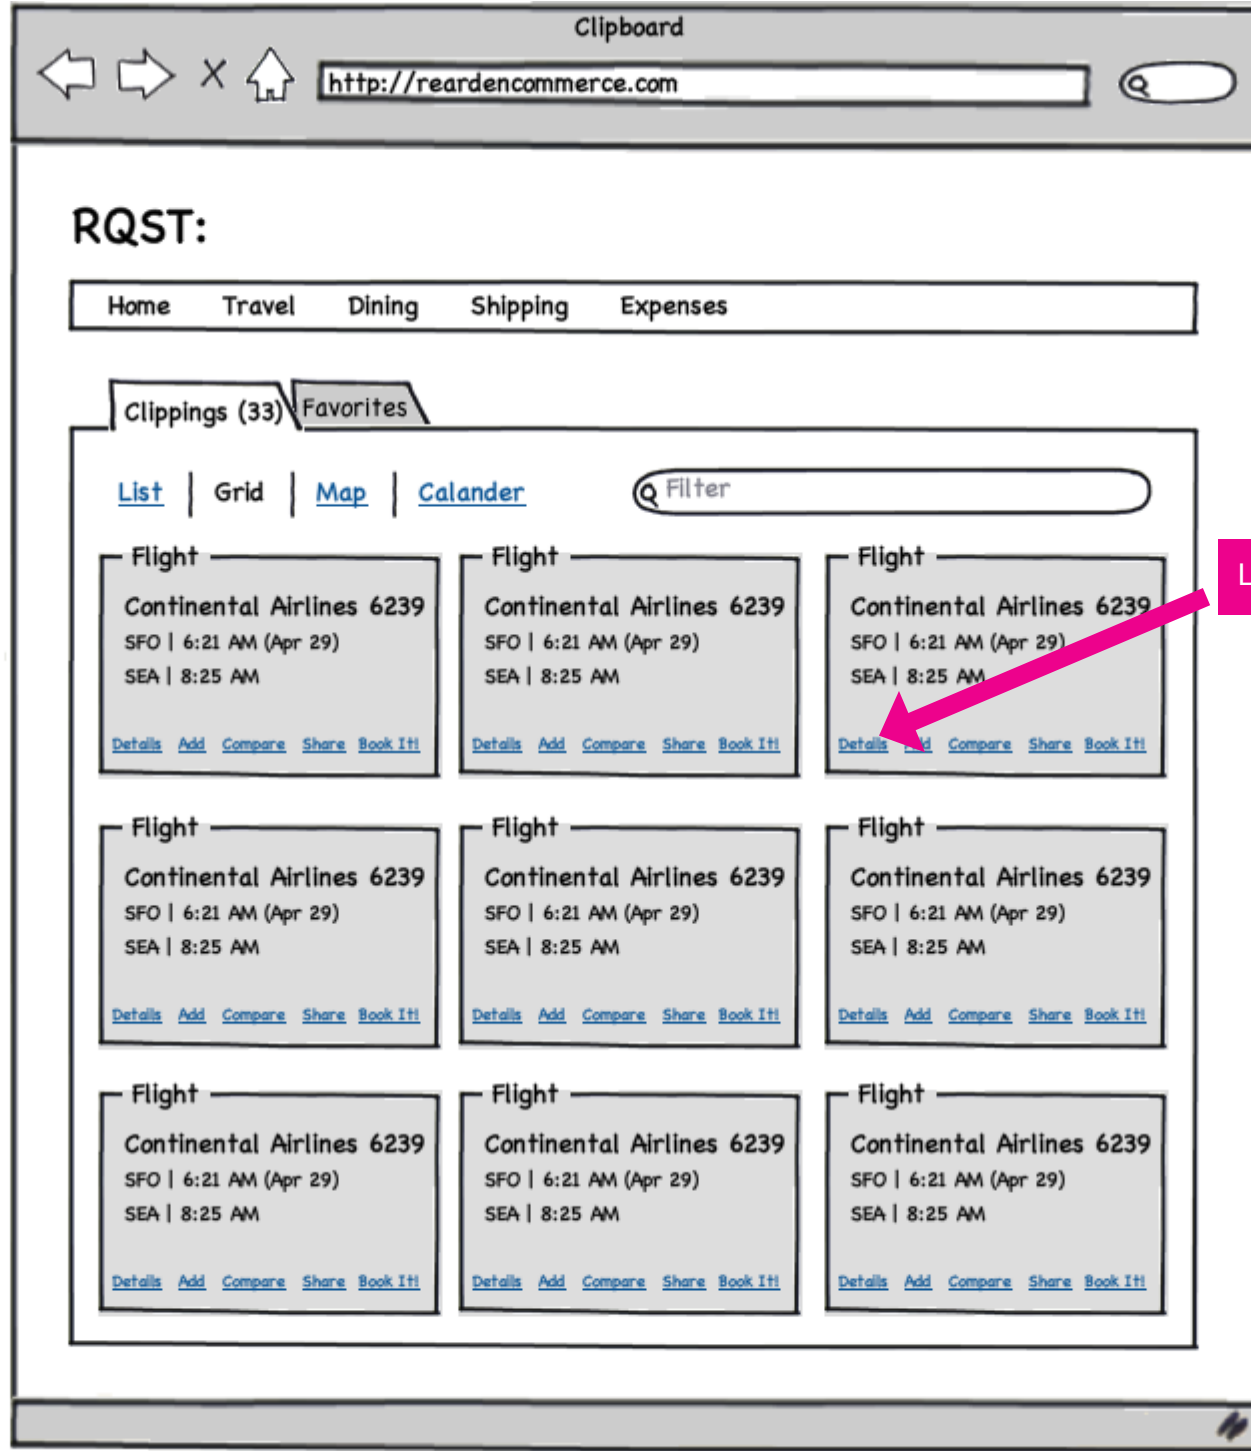 Clipboard
http://reardencommerce.com
RQST:
Home Travel Dining Shipping Expenses
Clippings (33) Favorites
List | Grid | Map | Calander Filter
Flight Flight Flight
Continental Airlines 6239 Continental Airlines 6239 Continental Airlines 6239
SFO | 6:21 AM (Apr 29) SFO | 6:21 AM (Apr 29) SFO | 6:21 AM (Apr 29)
SEA | 8:25 AM SEA | 8:25 AM SEA | 8:25 AM
Details Add Compare Share Book It! Details Add Compare Share Book It! Details Add Compare Share Book It!
Flight Flight Flight
Continental Airlines 6239 Continental Airlines 6239 Continental Airlines 6239
SFO | 6:21 AM (Apr 29) SFO | 6:21 AM (Apr 29) SFO | 6:21 AM (Apr 29)
SEA | 8:25 AM SEA | 8:25 AM SEA | 8:25 AM
Details Add Compare Share Book It! Details Add Compare Share Book It! Details Add Compare Share Book It!
Flight Flight Flight
Continental Airlines 6239 Continental Airlines 6239 Continental Airlines 6239
SFO | 6:21 AM (Apr 29) SFO | 6:21 AM (Apr 29) SFO | 6:21 AM (Apr 29)
SEA | 8:25 AM SEA | 8:25 AM SEA | 8:25 AM
Details Add Compare Share Book It! Details Add Compare Share Book It! Details Add Compare Share Book It!